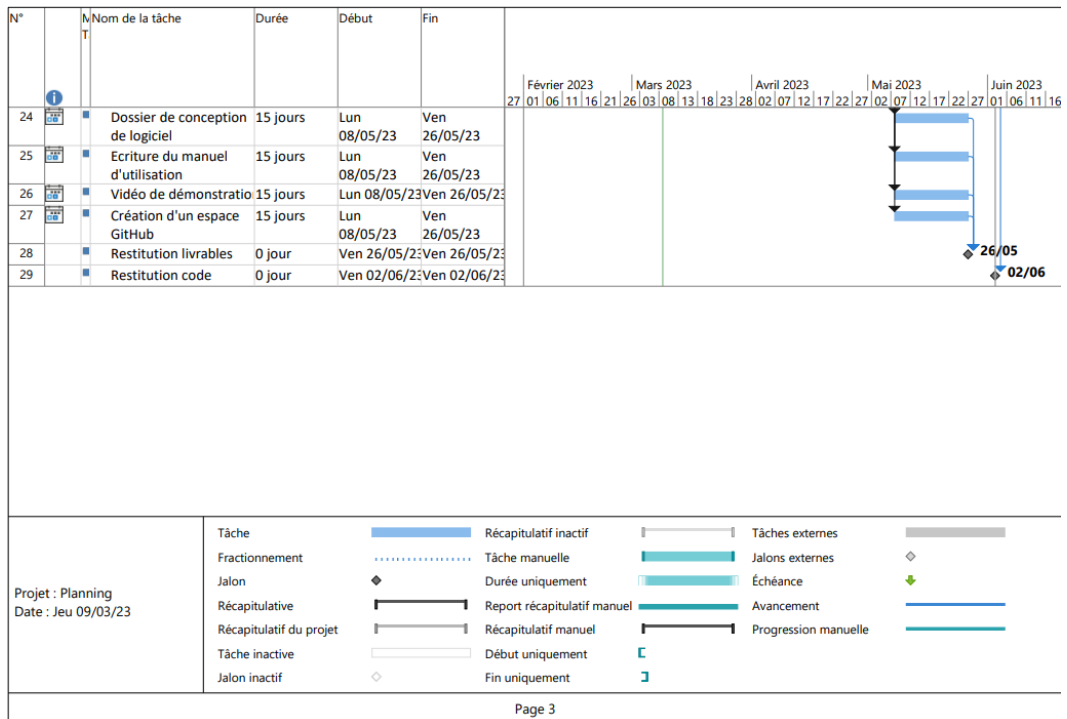 N°
M
T
Nom de la tâche
Durée
Début
Fin
Février 2023
Mars 2023
Avril 2023
Mai 2023
Juin 2023
27 01 06 11 16 21 26 03 08 13 18 23 28 02 07 12 17 22 27 02 07 12 17 22 27 01 06 11 16
24 Dossier de conception 15 jours Lun Ven
de logiciel 08/05/23 26/05/23
25 Ecriture du manuel 15 jours Lun Ven
d'utilisation 08/05/23 26/05/23
26 Vidéo de démonstratio 15 jours Lun 08/05/23 Ven 26/05/23
27 Création d'un espace 15 jours Lun Ven
GitHub 08/05/23 26/05/23
28 Restitution livrables 0 jour Ven 26/05/23 Ven 26/05/23 26/05
29 Restitution code 0 jour Ven 02/06/23 Ven 02/06/23 02/06
Projet : Planning
Date : Jeu 09/03/23
Tâche Récapitulatif inactif Tâches externes
Fractionnement Tâche manuelle Jalons externes
Jalon Durée uniquement Échéance
Récapitulative Report récapitulatif manuel Avancement
Récapitulatif du projet Récapitulatif manuel Progression manuelle
Tâche inactive Début uniquement
Jalon inactif Fin uniquement
Page 3